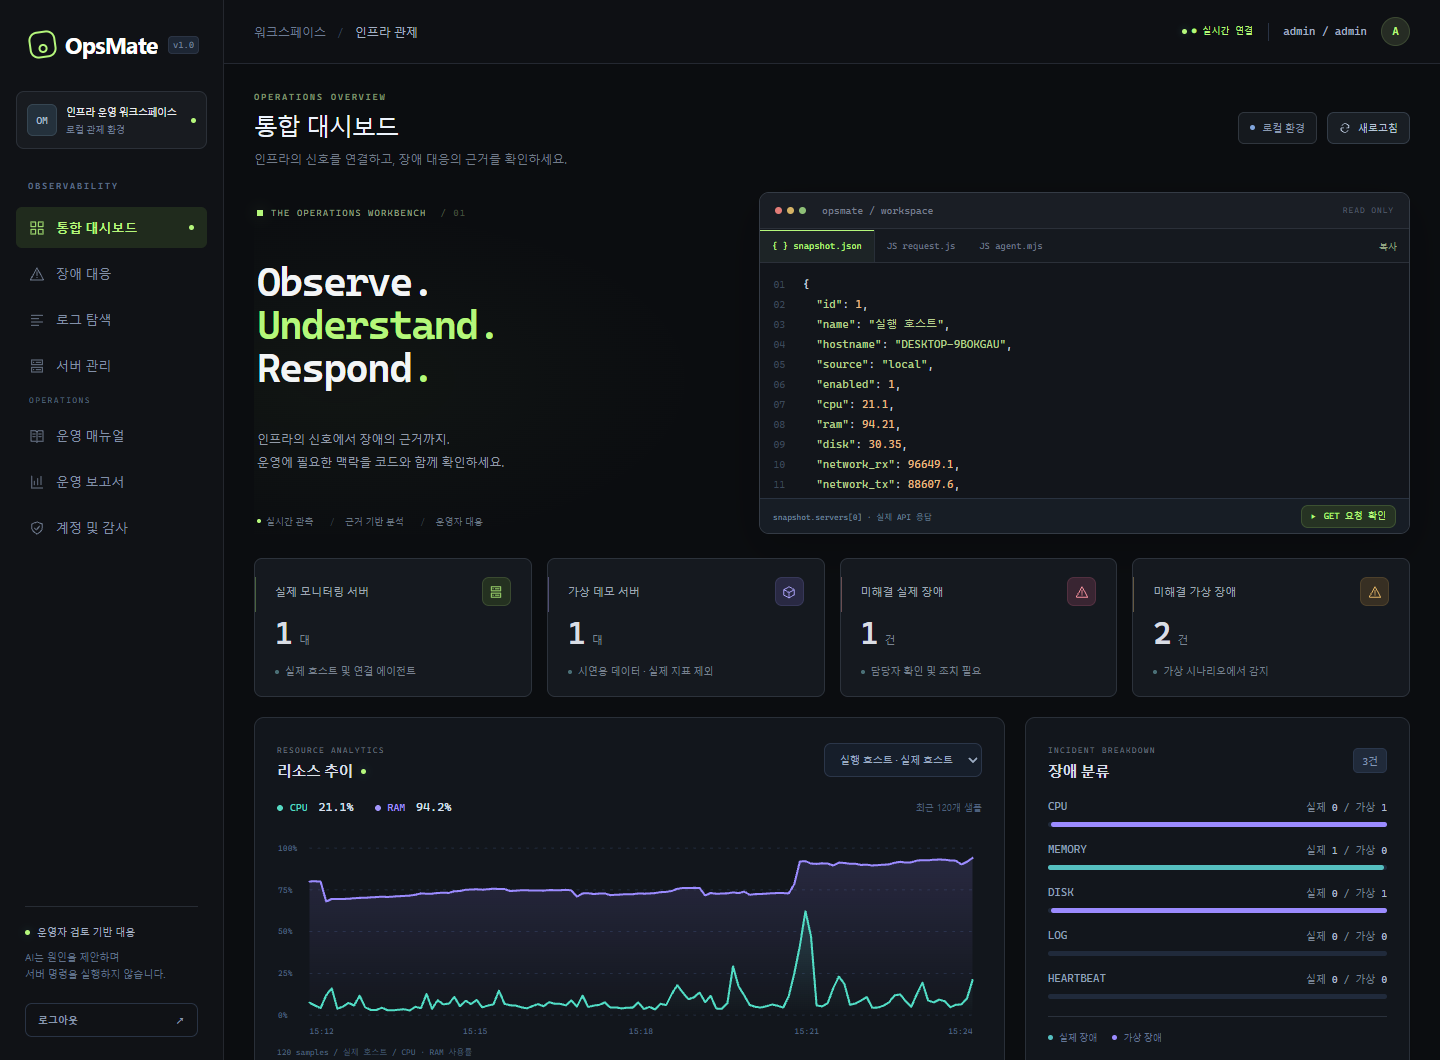 OpsMate v1.0
OM
인프라 운영 워크스페이스
로컬 관제 환경
OBSERVABILITY
통합 대시보드
장애 대응
로그 탐색
서버 관리
OPERATIONS
운영 매뉴얼
운영 보고서
계정 및 감사
운영자 검토 기반 대응
AI는 원인을 제안하며
서버 명령을 실행하지 않습니다.
로그아웃 ↗
워크스페이스 / 인프라 관제
실시간 연결
admin / admin
A
OPERATIONS OVERVIEW
통합 대시보드
인프라의 신호를 연결하고, 장애 대응의 근거를 확인하세요.
로컬 환경
새로고침
THE OPERATIONS WORKBENCH / 01
Observe.
Understand.
Respond.
인프라의 신호에서 장애의 근거까지.
운영에 필요한 맥락을 코드와 함께 확인하세요.
실시간 관측 / 근거 기반 분석 / 운영자 대응
opsmate / workspace
READ ONLY
{ } snapshot.json
JS request.js
JS agent.mjs
복사
01 {
02 "id": 1,
03 "name": "실행 호스트",
04 "hostname": "DESKTOP-9BOKGAU",
05 "source": "local",
06 "enabled": 1,
07 "cpu": 21.1,
08 "ram": 94.21,
09 "disk": 30.35,
10 "network_rx": 96649.1,
11 "network_tx": 88607.6,
snapshot.servers[0] · 실제 API 응답
▸ GET 요청 확인
실제 모니터링 서버
1 대
실제 호스트 및 연결 에이전트
가상 데모 서버
1 대
시연용 데이터 · 실제 지표 제외
미해결 실제 장애
1 건
담당자 확인 및 조치 필요
미해결 가상 장애
2 건
가상 시나리오에서 감지
RESOURCE ANALYTICS
리소스 추이
실행 호스트 · 실제 호스트
CPU 21.1%
RAM 94.2%
최근 120개 샘플
100%
75%
50%
25%
0%
15:12
15:15
15:18
15:21
15:24
120 samples / 실제 호스트 / CPU · RAM 사용률
INCIDENT BREAKDOWN
장애 분류
3건
CPU 실제 0 / 가상 1
MEMORY 실제 1 / 가상 0
DISK 실제 0 / 가상 1
LOG 실제 0 / 가상 0
HEARTBEAT 실제 0 / 가상 0
실제 장애
가상 장애